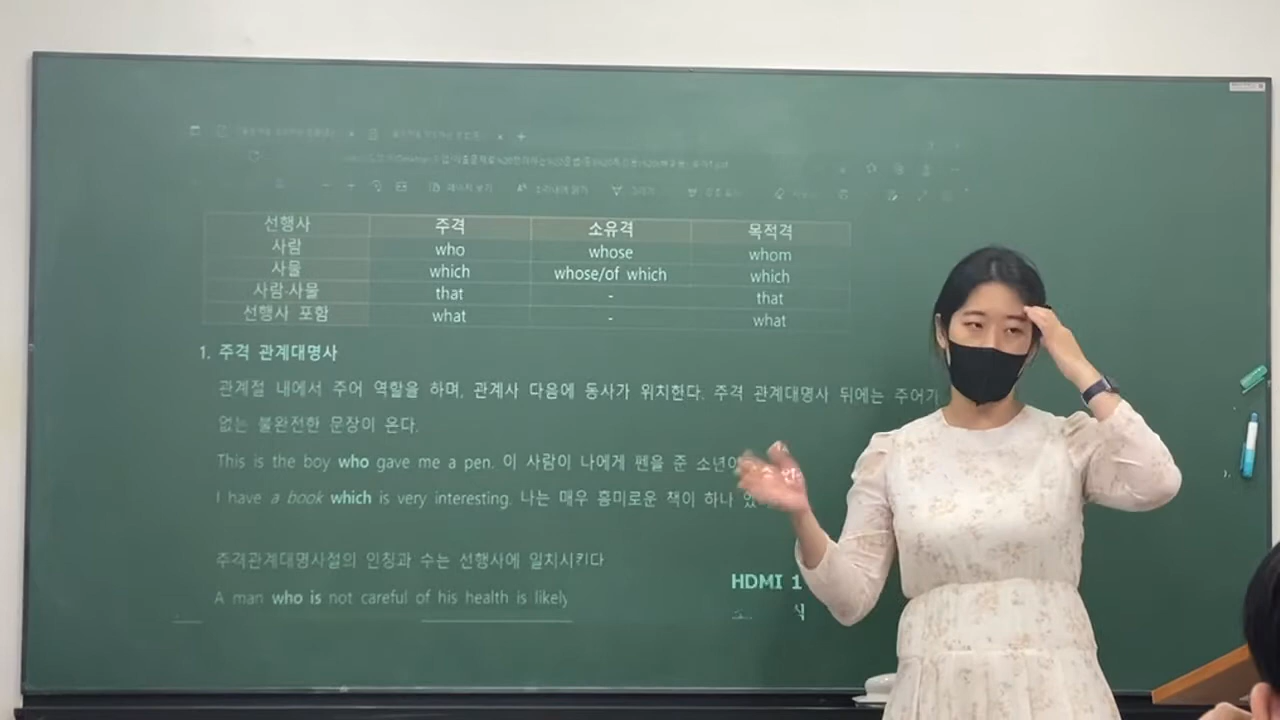 선행사 주격 소유격 목적격
사람 who whose whom
사물 which whose/of which which
사람·사물 that - that
선행사 포함 what - what
1. 주격 관계대명사
관계절 내에서 주어 역할을 하며, 관계사 다음에 동사가 위치한다. 주격 관계대명사 뒤에는 주어가
없는 불완전한 문장이 온다.
This is the boy who gave me a pen. 이 사람이 나에게 펜을 준 소년이
I have a book which is very interesting. 나는 매우 흥미로운 책이 하나 있
주격관계대명사절의 인칭과 수는 선행사에 일치시키다
A man who is not careful of his health is likely
HDMI 1